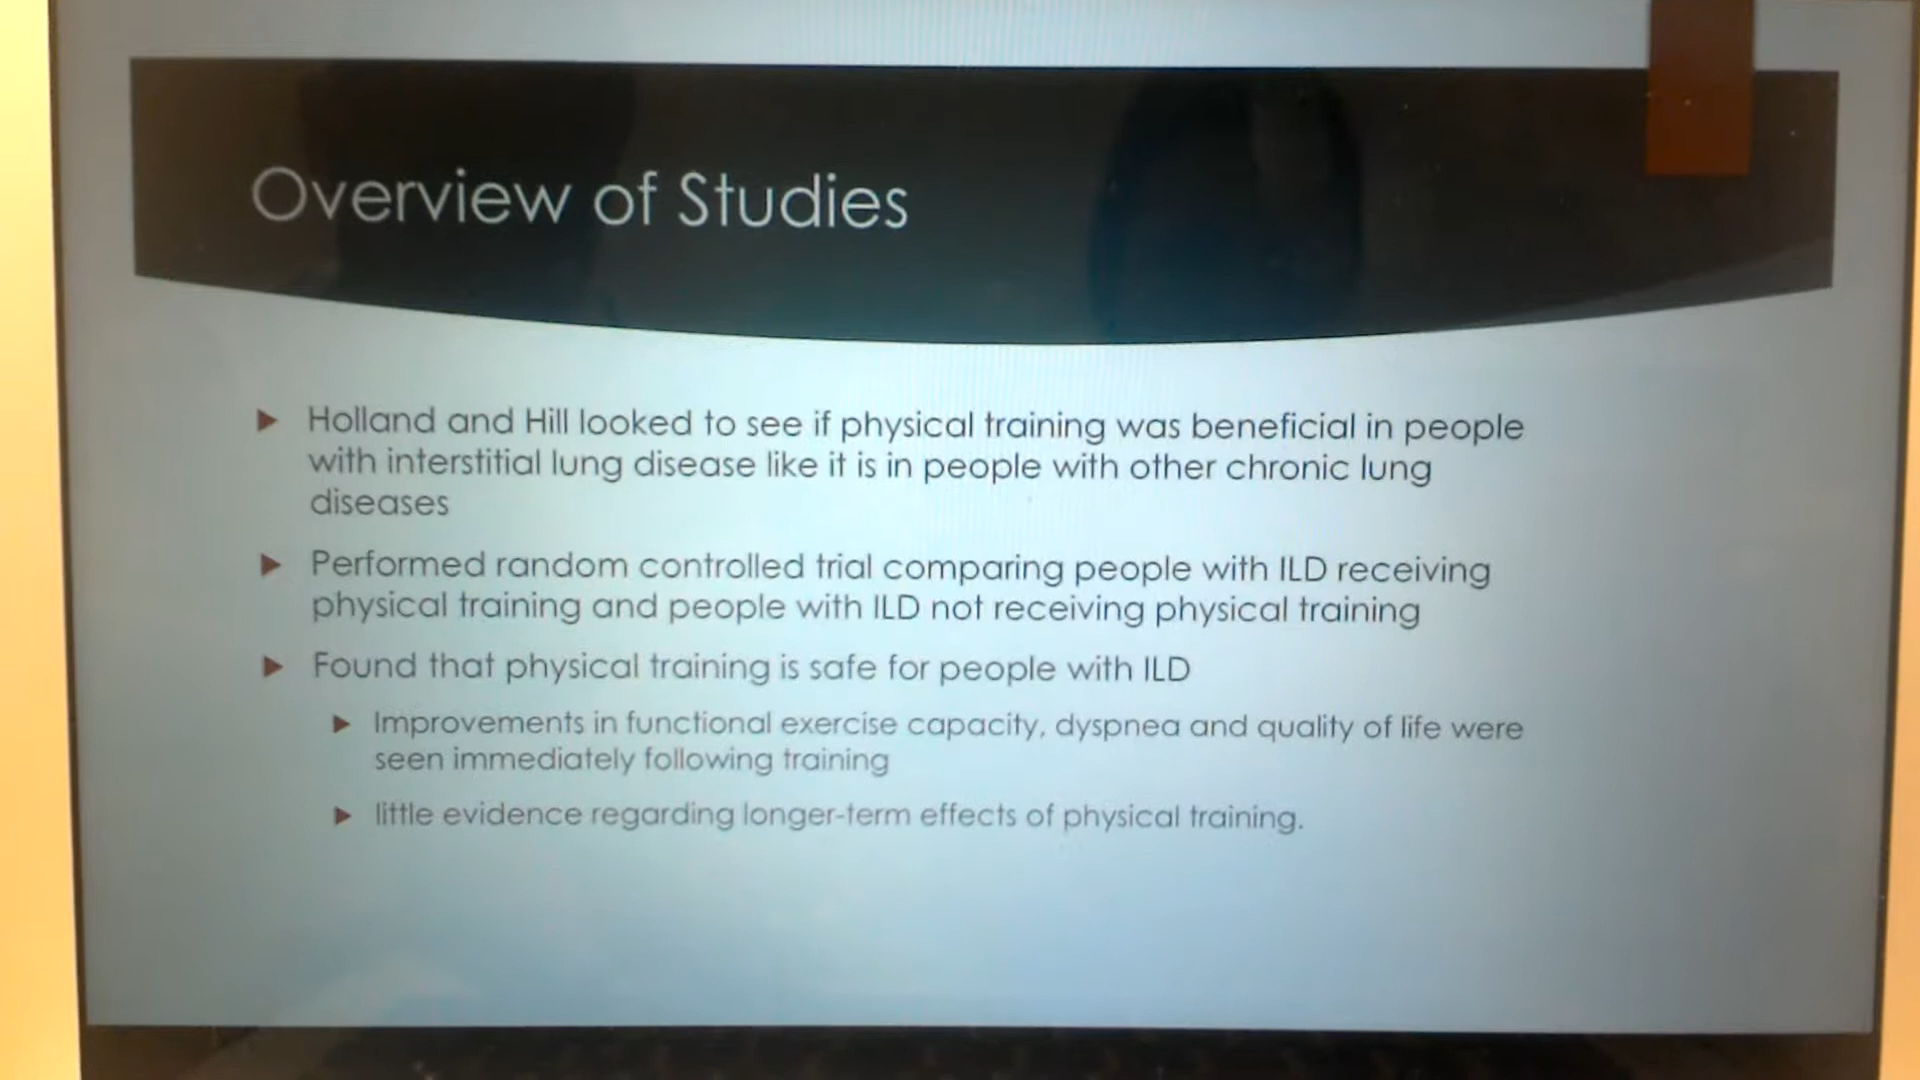 Overview of Studies
Holland and Hill looked to see if physical training was beneficial in people
with interstitial lung disease like it is in people with other chronic lung
diseases
Performed random controlled trial comparing people with ILD receiving
physical training and people with ILD not receiving physical training
Found that physical training is safe for people with ILD
Improvements in functional exercise capacity, dyspnea and quality of life were
seen immediately following training
little evidence regarding longer-term effects of physical training.